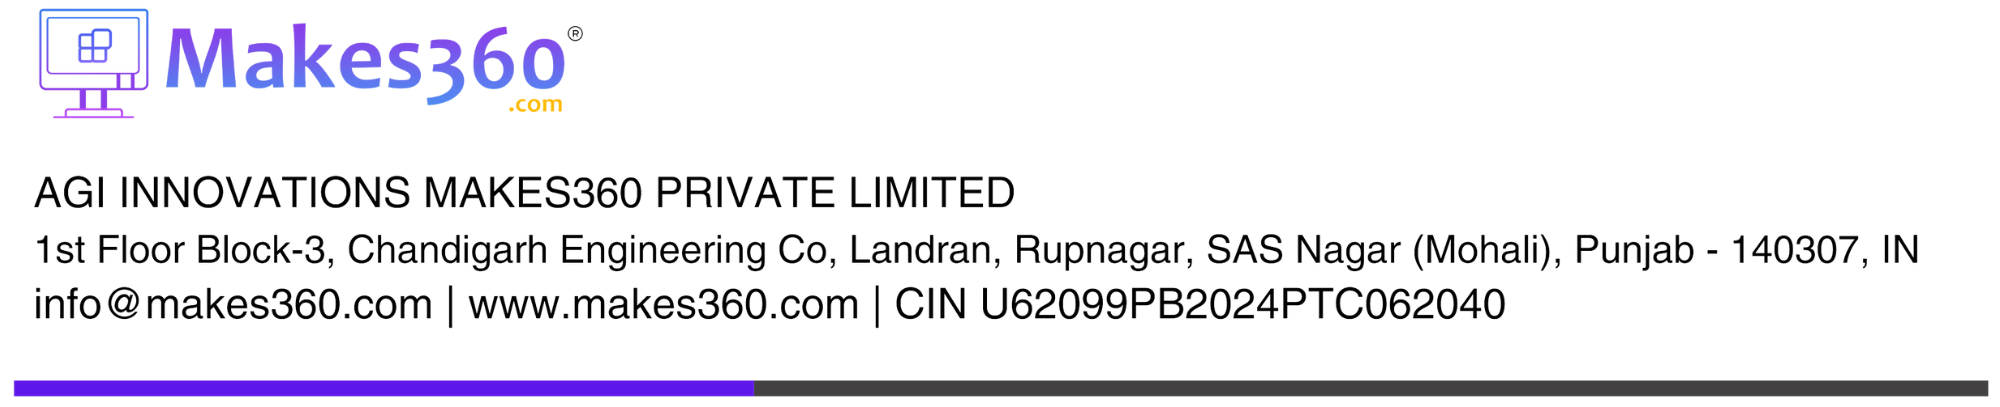 Makes360®
.com
AGI INNOVATIONS MAKES360 PRIVATE LIMITED
1st Floor Block-3, Chandigarh Engineering Co, Landran, Rupnagar, SAS Nagar (Mohali), Punjab - 140307, IN
info@makes360.com | www.makes360.com | CIN U62099PB2024PTC062040